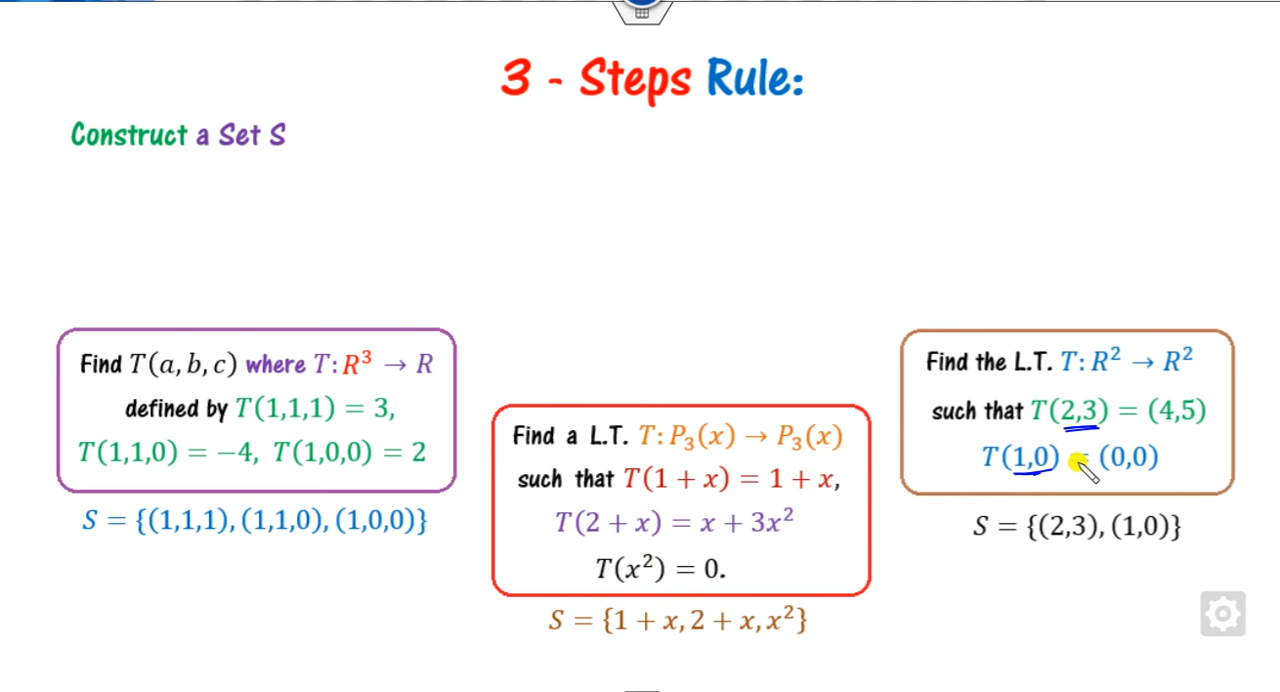 3 - Steps Rule:
Construct a Set S
Find T(a, b, c) where T: R³ → R
defined by T(1,1,1) = 3,
T(1,1,0) = −4, T(1,0,0) = 2
S = {(1,1,1), (1,1,0), (1,0,0)}
Find a L.T. T: P₃(x) → P₃(x)
such that T(1 + x) = 1 + x,
T(2 + x) = x + 3x²
T(x²) = 0.
S = {1 + x, 2 + x, x²}
Find the L.T. T: R² → R²
such that T(2,3) = (4,5)
T(1,0) = (0,0)
S = {(2,3), (1,0)}